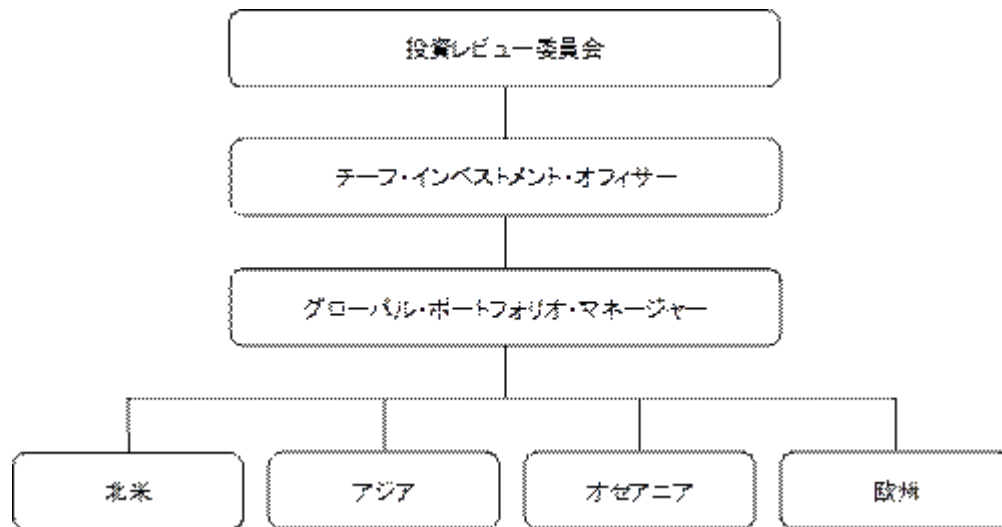 投資レビュー委員会
チーフ・インベストメント・オフィサー
グローバル・ポートフォリオ・マネージャー
北米
アジア
オセアニア
欧州